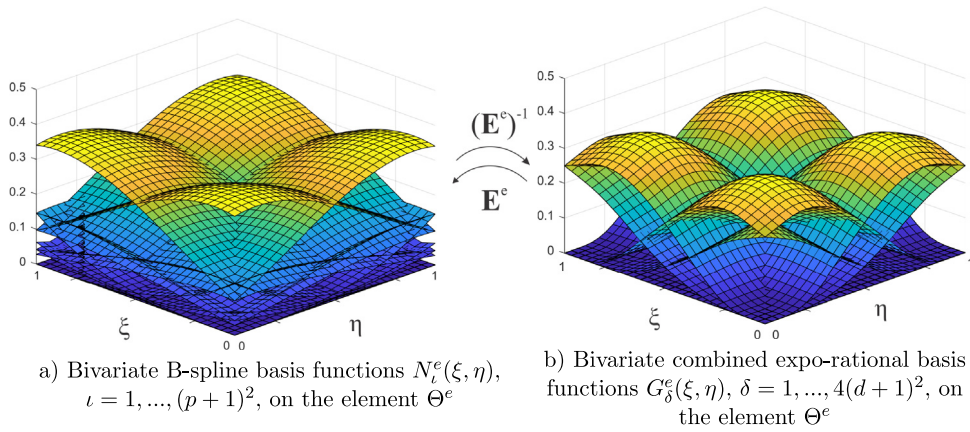 0.5
0.4
0.3
0.2
0.1
0
1
ξ
0 0
η
1
(E^e)^-1
E^e
0.5
0.4
0.3
0.2
0.1
0
1
ξ
0 0
η
1
a) Bivariate B-spline basis functions N_ι^e(ξ, η),
ι = 1, ..., (p + 1)^2, on the element Θ^e
b) Bivariate combined expo-rational basis
functions G_δ^e(ξ, η), δ = 1, ..., 4(d + 1)^2, on
the element Θ^e